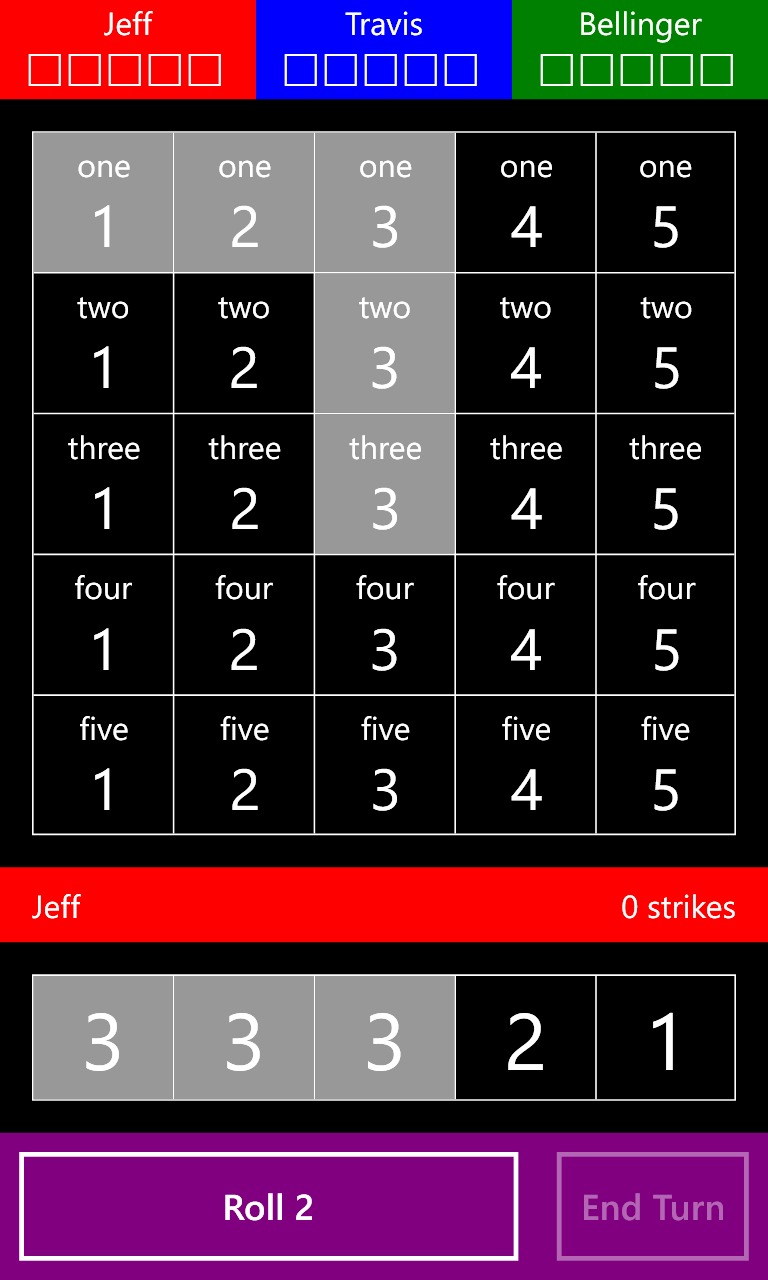 Jeff Travis Bellinger
one one one one one
1 2 3 4 5
two two two two two
1 2 3 4 5
three three three three three
1 2 3 4 5
four four four four four
1 2 3 4 5
five five five five five
1 2 3 4 5
Jeff 0 strikes
3 3 3 2 1
Roll 2 End Turn